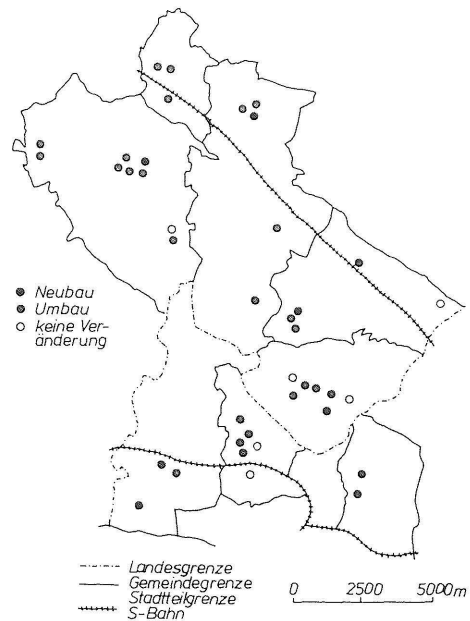 Neubau
Umbau
keine Ver-
änderung
Landesgrenze
Gemeindegrenze
Stadtteilgrenze
S-Bahn
0 2500 5000m